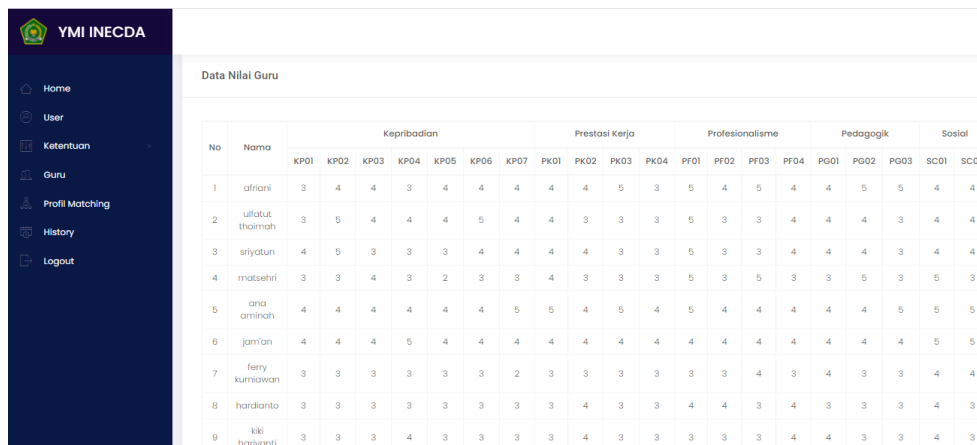 YMI INECDA
Home
User
Ketentuan
Guru
Profil Matching
History
Logout
Data Nilai Guru
No Nama Kepribadian Prestasi Kerja Profesionalisme Pedagogik Sosial
KP01 KP02 KP03 KP04 KP05 KP06 KP07 PK01 PK02 PK03 PK04 PF01 PF02 PF03 PF04 PG01 PG02 PG03 SC01
1 afriani 3 4 4 3 4 4 4 4 4 5 3 5 4 5 4 4 5 5 4 4
2 ulfatut thoimah 3 5 4 4 4 5 4 4 3 3 3 5 3 3 4 4 4 3 4 4
3 sriyatun 4 5 3 3 3 4 4 4 4 3 3 5 3 3 4 4 4 3 4 4
4 matsehri 3 3 4 3 2 3 3 4 3 3 3 5 3 5 3 3 5 3 5 3
5 ana aminah 4 4 4 4 4 4 5 5 4 5 4 5 4 4 4 4 4 5 5 5
6 jam'an 4 4 4 5 4 4 4 4 4 4 4 4 4 4 4 4 4 4 5 5
7 ferry kurniawan 3 3 3 3 3 3 2 3 3 3 3 3 3 4 3 4 3 3 4 4
8 hardianto 3 3 3 3 3 3 3 3 4 3 3 4 4 3 4 3 3 3 4 3
9 kiki hariyanti 3 3 3 4 3 3 3 3 4 3 3 3 3 3 4 4 3 3 4 3